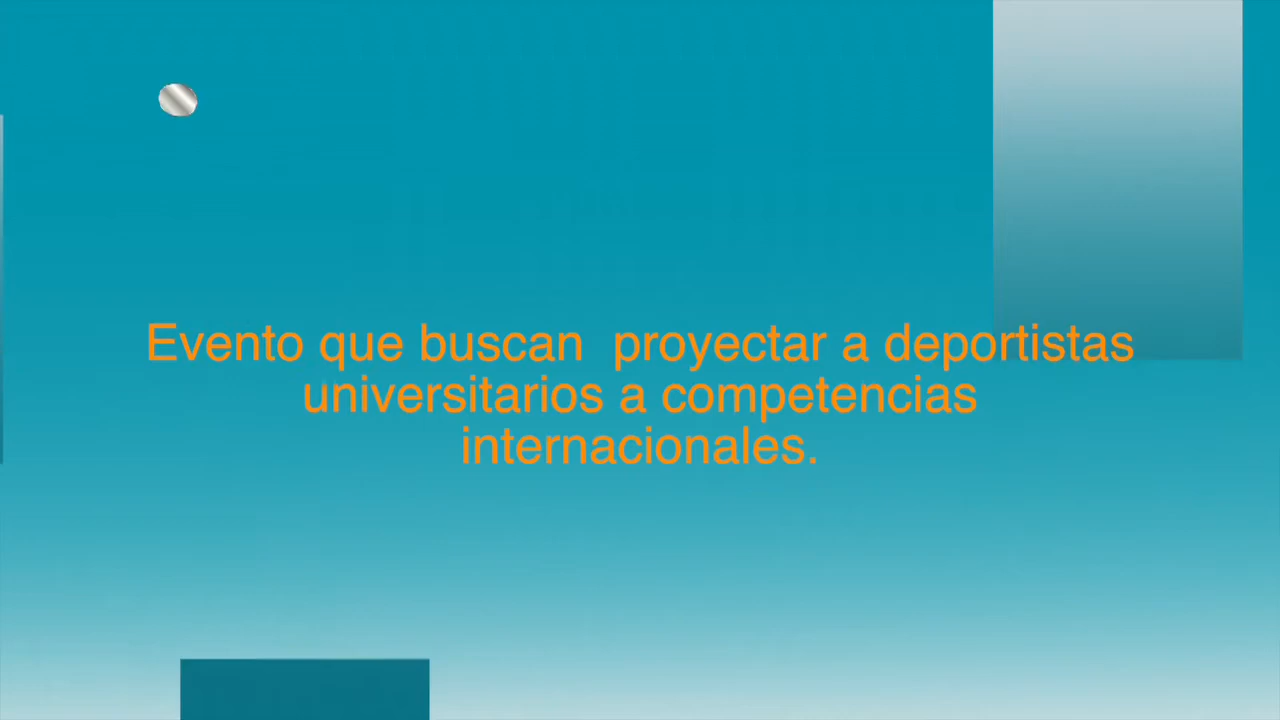 Evento que buscan  proyectar a deportistas
universitarios a competencias
internacionales.